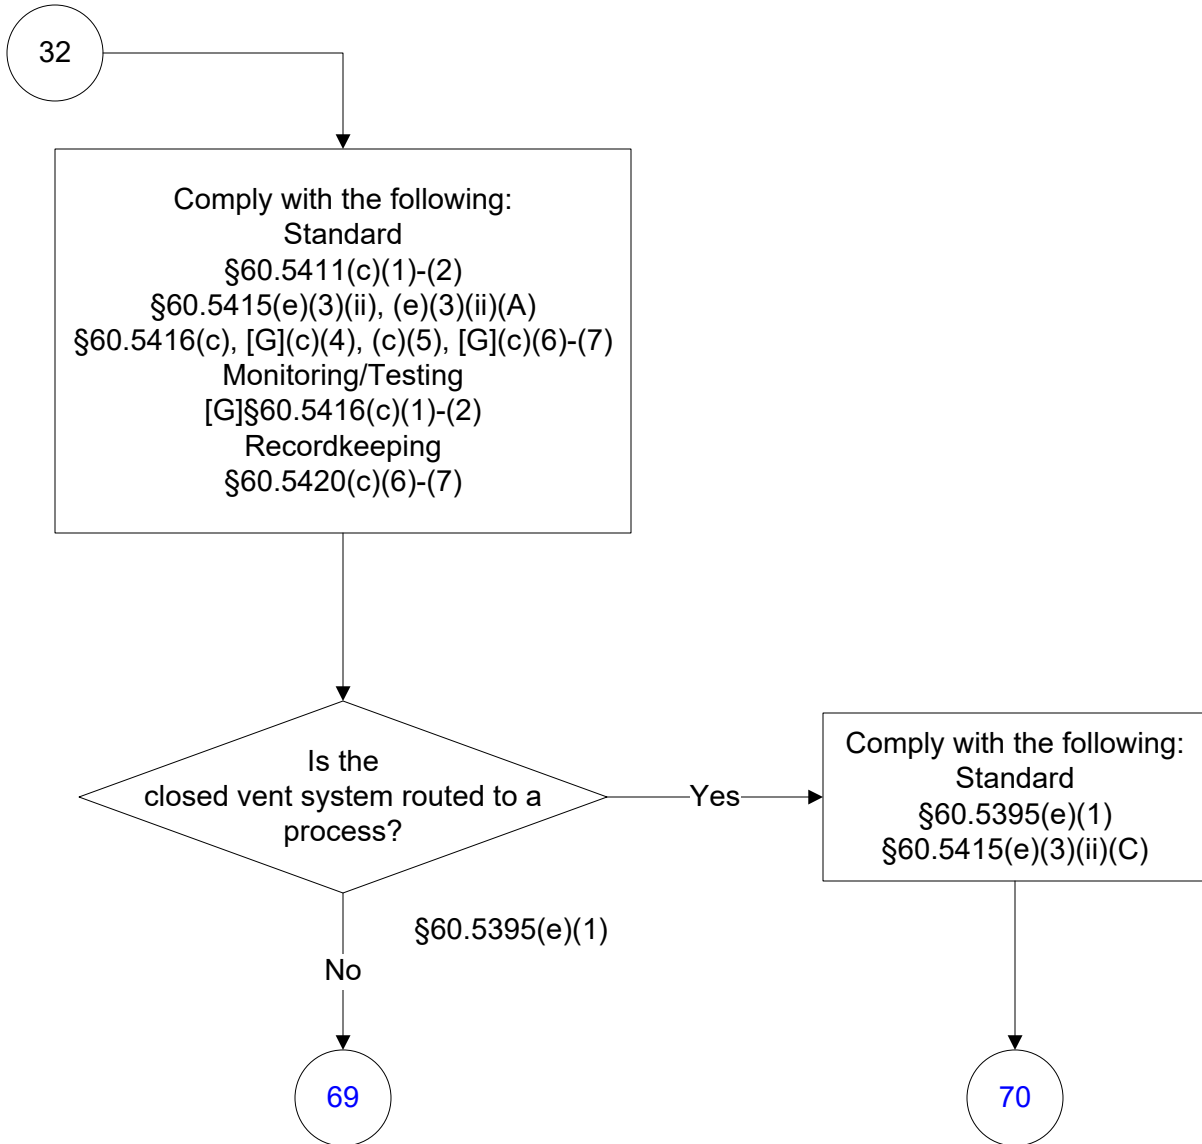 32
Comply with the following:
Standard
§60.5411(c)(1)-(2)
§60.5415(e)(3)(ii), (e)(3)(ii)(A)
§60.5416(c), [G](c)(4), (c)(5), [G](c)(6)-(7)
Monitoring/Testing
[G]§60.5416(c)(1)-(2)
Recordkeeping
§60.5420(c)(6)-(7)
Is the
closed vent system routed to a
process?
Yes
Comply with the following:
Standard
§60.5395(e)(1)
§60.5415(e)(3)(ii)(C)
§60.5395(e)(1)
No
69
70